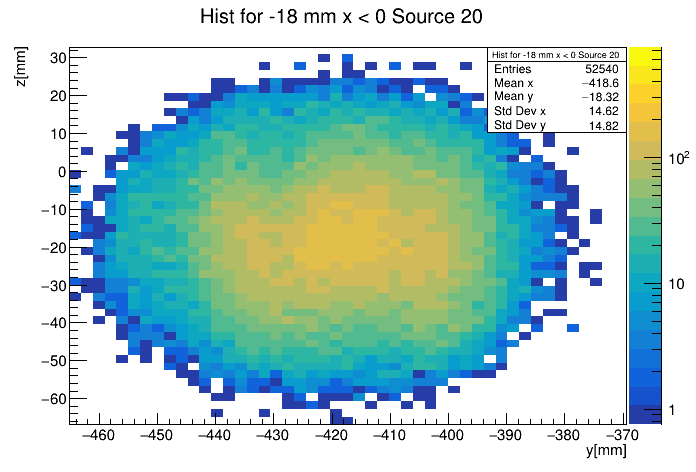 Hist for -18 mm x < 0 Source 20
z[mm]
Hist for -18 mm x < 0 Source 20
Entries 52540
Mean x −418.6
Mean y −18.32
Std Dev x 14.62
Std Dev y 14.82
30
20
10
0
−10
−20
−30
−40
−50
−60
10²
10
1
−460 −450 −440 −430 −420 −410 −400 −390 −380 −370
y[mm]